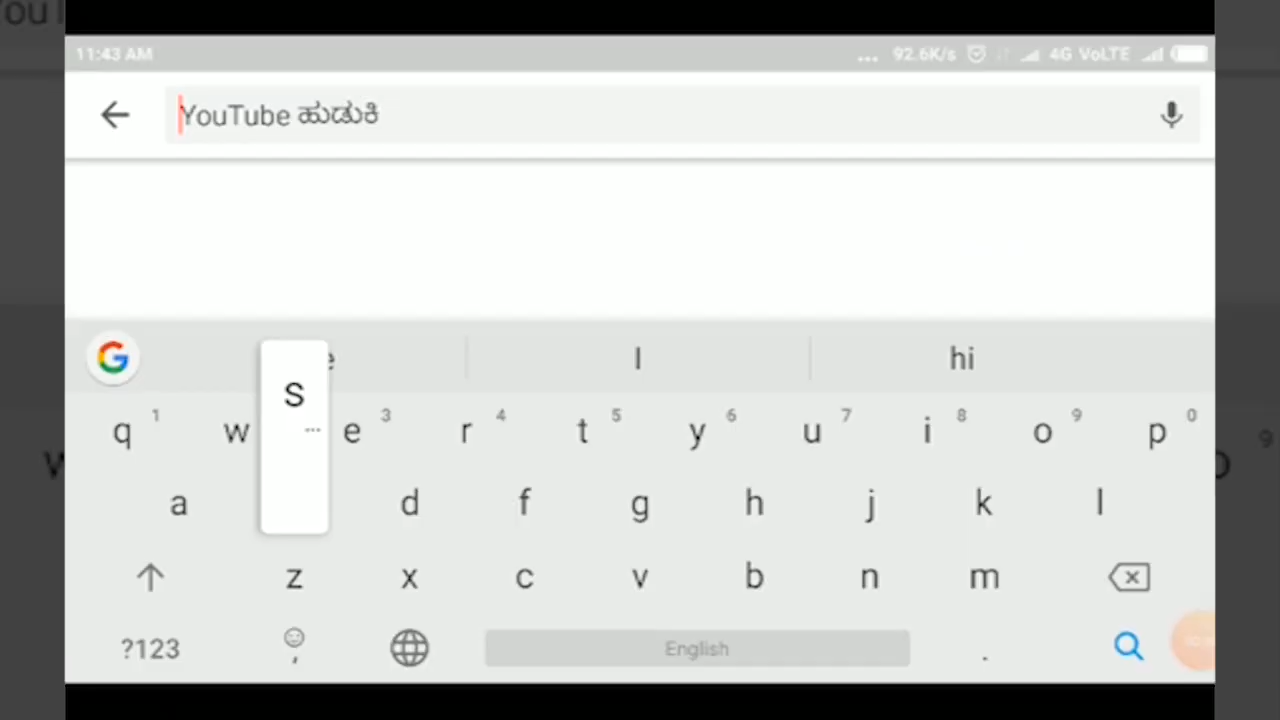 11:43 AM ... 92.6K/s 4G VoLTE
YouTube ಹುಡುಕಿ
I hi
q 1 w e 3 r 4 t 5 y 6 u 7 i 8 o 9 p 0
S
a d f g h j k l
z x c v b n m
?123 , English .